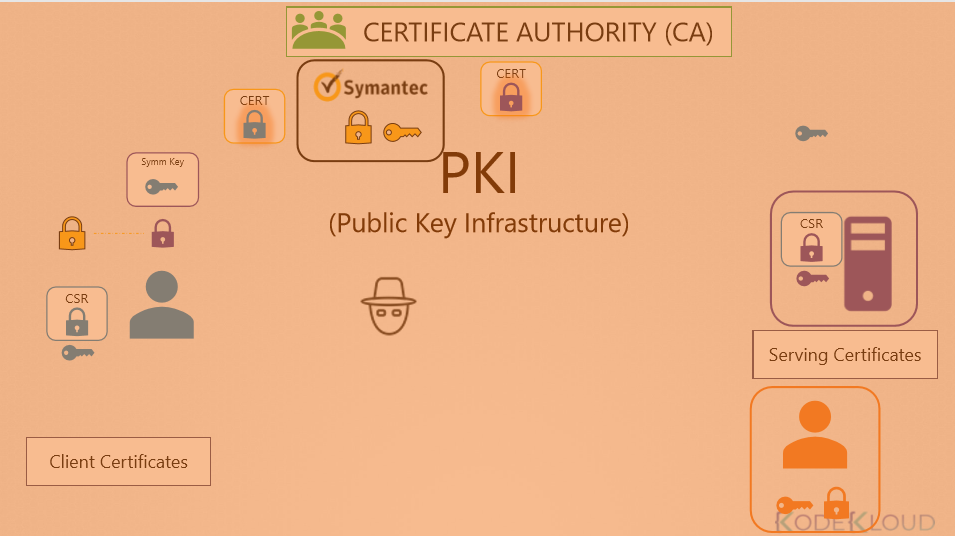 CERTIFICATE AUTHORITY (CA)
CERT
Symantec
CERT
PKI
(Public Key Infrastructure)
Symm Key
CSR
CSR
Serving Certificates
Client Certificates
KODEKLOUD